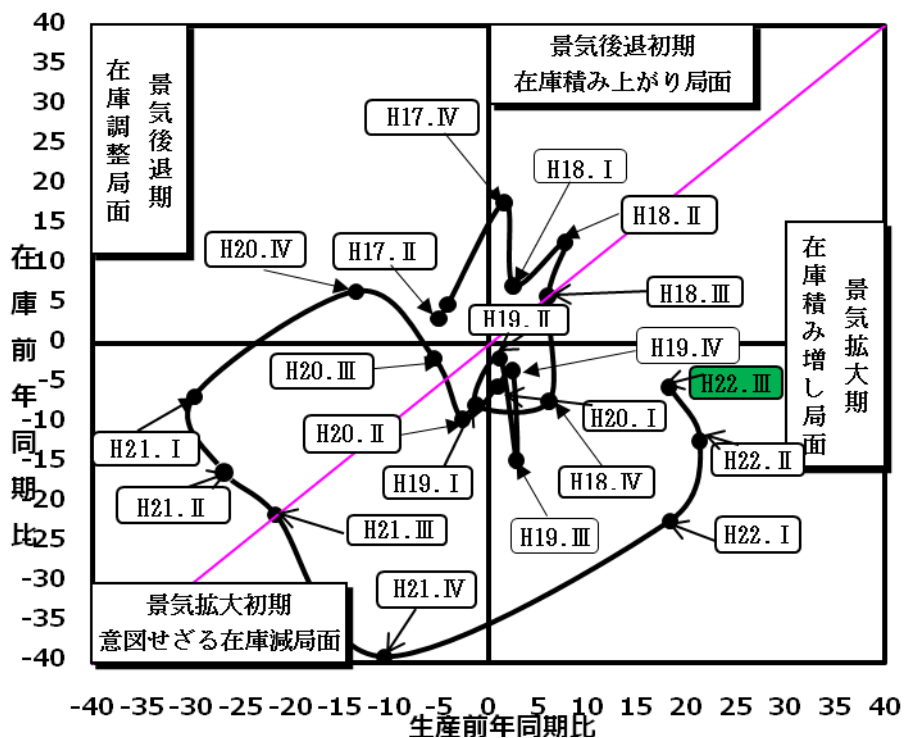 40
35
30
25
20
15
10
5
0
-5
-10
-15
-20
-25
-30
-35
-40
在庫前年同期比
景気後退期
在庫調整局面
景気後退初期
在庫積み上がり局面
景気拡大期
在庫積み増し局面
景気拡大初期
意図せざる在庫減局面
H17.Ⅳ
H18.Ⅰ
H18.Ⅱ
H20.Ⅳ
H17.Ⅱ
H18.Ⅲ
H19.Ⅱ
H19.Ⅳ
H20.Ⅲ
H22.Ⅲ
H20.Ⅰ
H20.Ⅱ
H21.Ⅰ
H22.Ⅱ
H19.Ⅰ
H18.Ⅳ
H21.Ⅱ
H21.Ⅲ
H19.Ⅲ
H22.Ⅰ
H21.Ⅳ
-40 -35 -30 -25 -20 -15 -10 -5 0 5 10 15 20 25 30 35 40
生産前年同期比